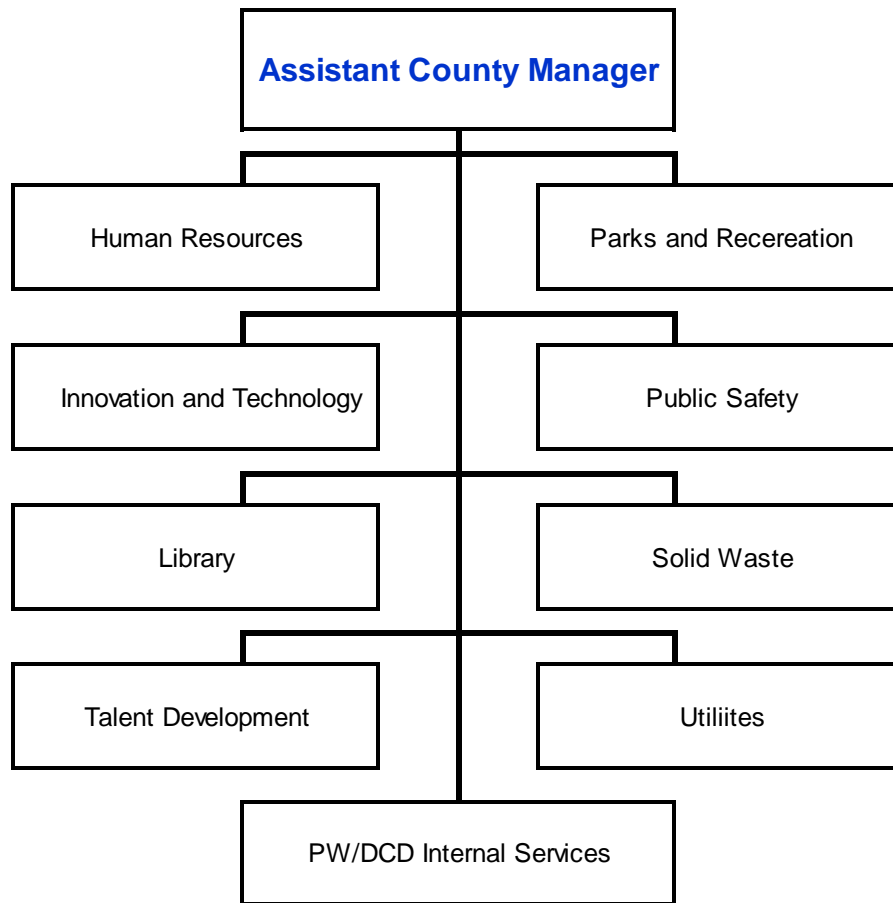 Assistant County Manager
Human Resources
Parks and Recereation
Innovation and Technology
Public Safety
Library
Solid Waste
Talent Development
Utiliites
PW/DCD Internal Services